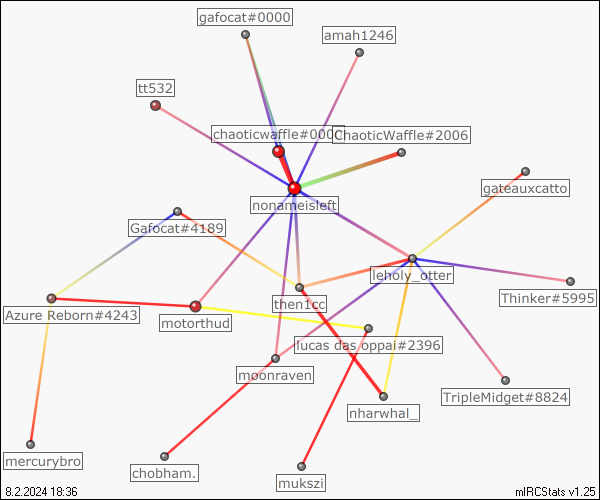 gafocat#0000
amah1246
tt532
chaoticwaffle#000
ChaoticWaffle#2006
gateauxcatto
nonameisleft
Gafocat#4189
leholy_otter
Thinker#5995
then1cc
Azure Reborn#4243
motorthud
lucas das oppai#2396
moonraven
TripleMidget#8824
nharwhal_
mercurybro
chobham.
mukszi
8.2.2024 18:36
mIRCStats v1.25